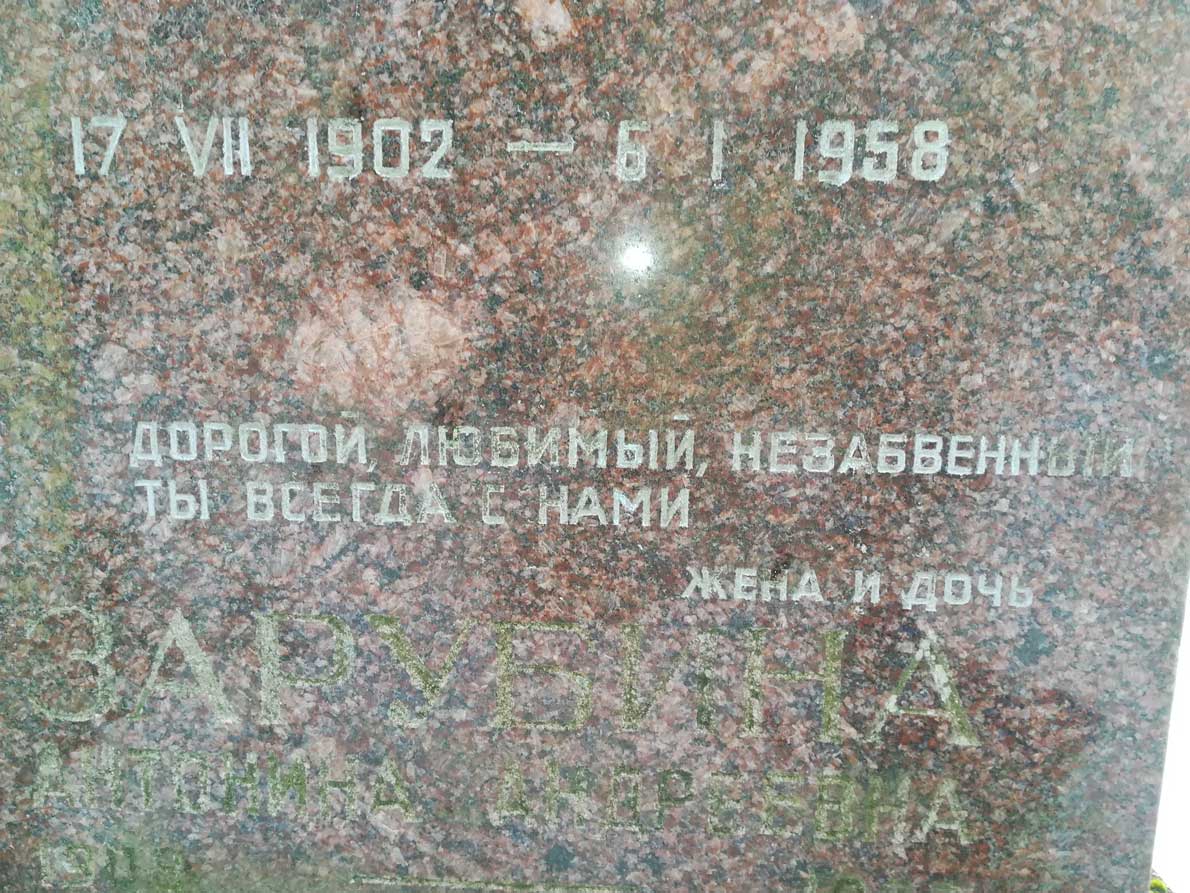 17 VII 1902 — 6 I 1958
ДОРОГОЙ, ЛЮБИМЫЙ, НЕЗАБВЕННЫЙ
ТЫ ВСЕГДА С НАМИ
ЖЕНА И ДОЧЬ
ЗАРУБИНА
АНТОНИНА АНДРЕЕВНА